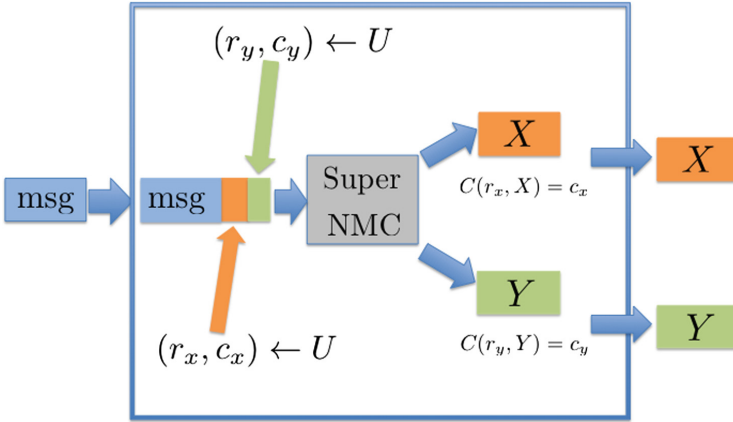 (r_y, c_y) ← U
msg
msg
Super
NMC
X
C(r_x, X) = c_x
X
Y
C(r_y, Y) = c_y
Y
(r_x, c_x) ← U